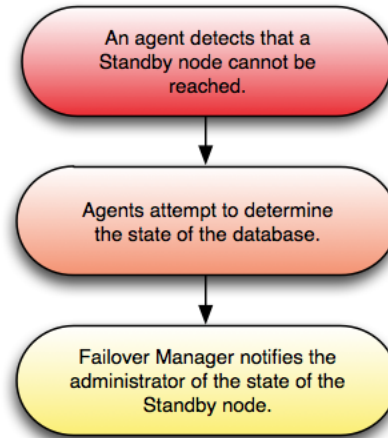 An agent detects that a
Standby node cannot be
reached.
Agents attempt to determine
the state of the database.
Failover Manager notifies the
administrator of the state of the
Standby node.